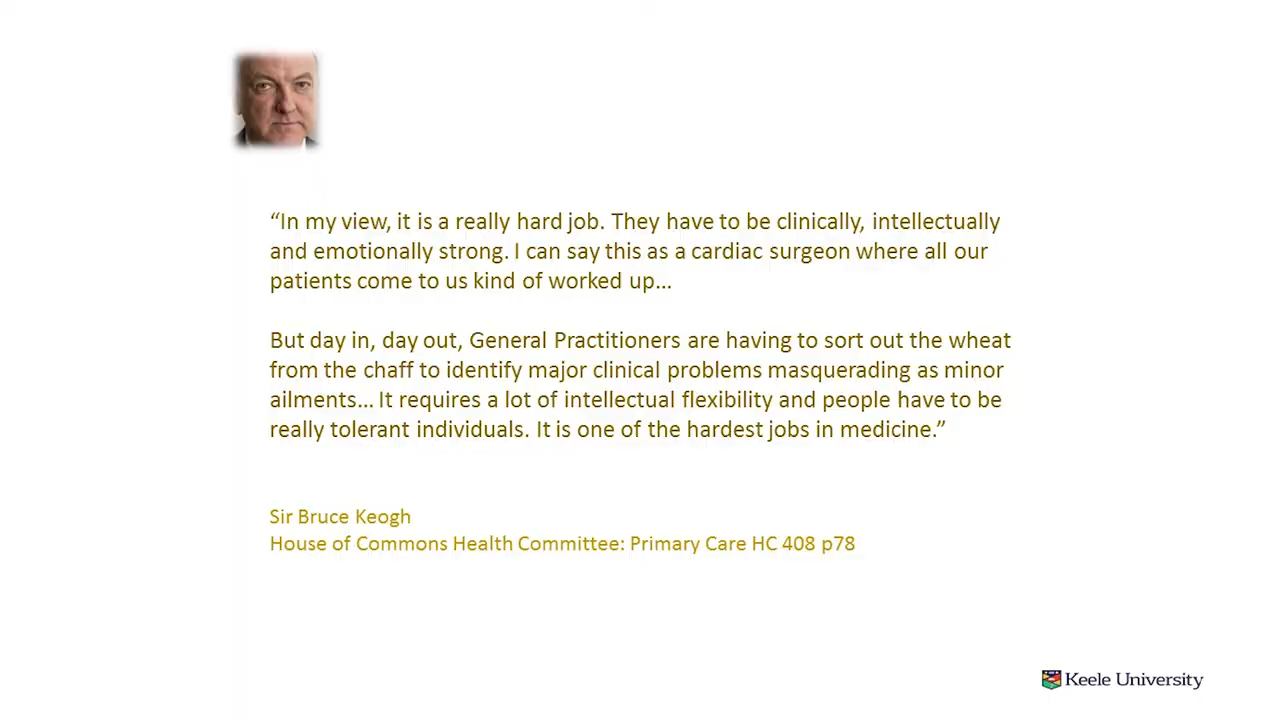 “In my view, it is a really hard job. They have to be clinically, intellectually
and emotionally strong. I can say this as a cardiac surgeon where all our
patients come to us kind of worked up…
But day in, day out, General Practitioners are having to sort out the wheat
from the chaff to identify major clinical problems masquerading as minor
ailments… It requires a lot of intellectual flexibility and people have to be
really tolerant individuals. It is one of the hardest jobs in medicine.”
Sir Bruce Keogh
House of Commons Health Committee: Primary Care HC 408 p78
Keele University